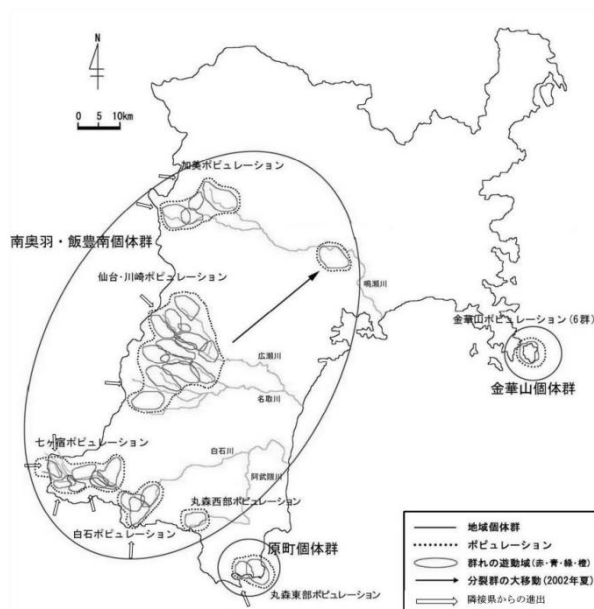 N
0 5 10km
加美ポピュレーション
南奥羽・飯豊南個体群
仙台・川崎ポピュレーション
鳴瀬川
金華山ポピュレーション(6群)
金華山個体群
広瀬川
名取川
七ヶ宿ポピュレーション
白石川
阿武隈川
丸森西部ポピュレーション
白石ポピュレーション
原町個体群
丸森東部ポピュレーション
地域個体群
ポピュレーション
群れの遊動域(赤・青・緑・橙)
分裂群の大移動(2002年夏)
隣接県からの進出